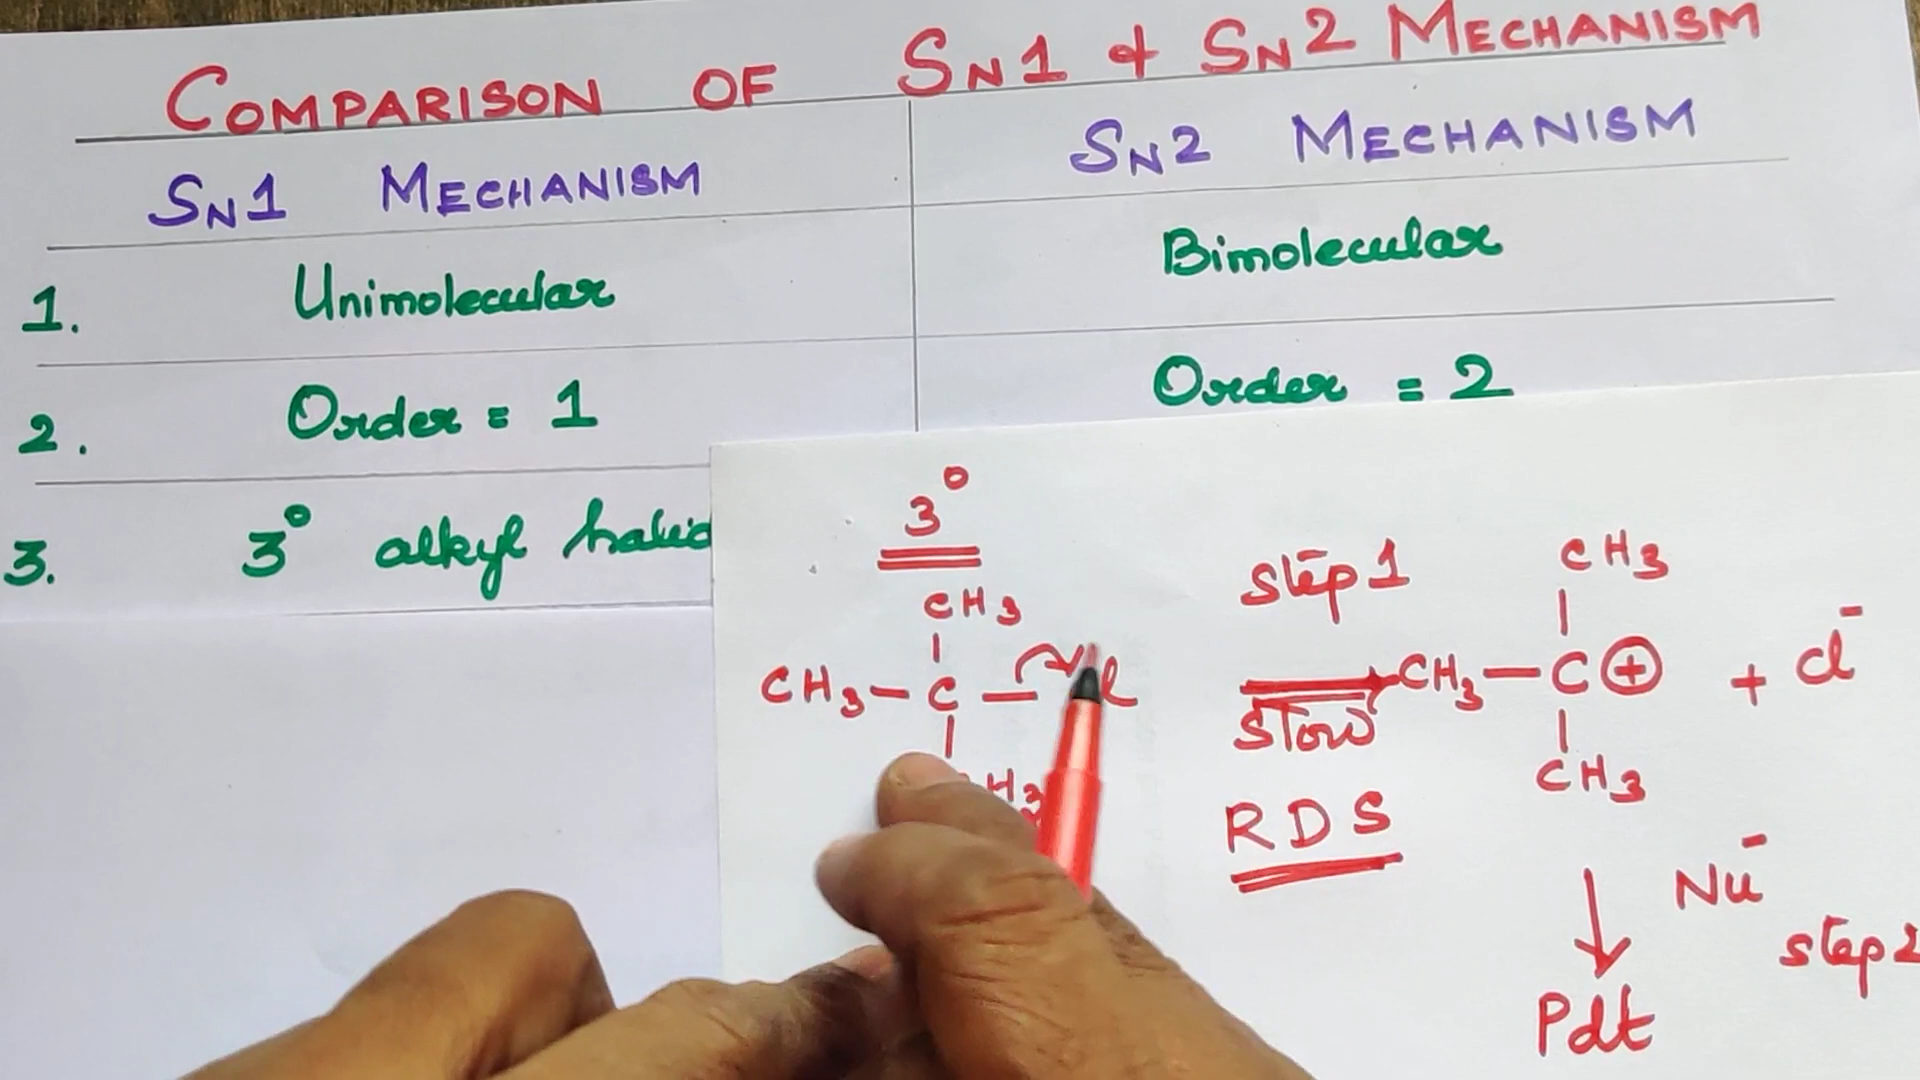 COMPARISON OF SN1 & SN2 MECHANISM
SN1 MECHANISM
SN2 MECHANISM
1. Unimolecular
Bimolecular
2. Order = 1
Order = 2
3. 3° alkyl
3°
CH3
CH3 – C –
Step 1
Slow
RDS
CH3
CH3 – C ⊕ + Cl⁻
CH3
Nu⁻
Step 2
Pdt